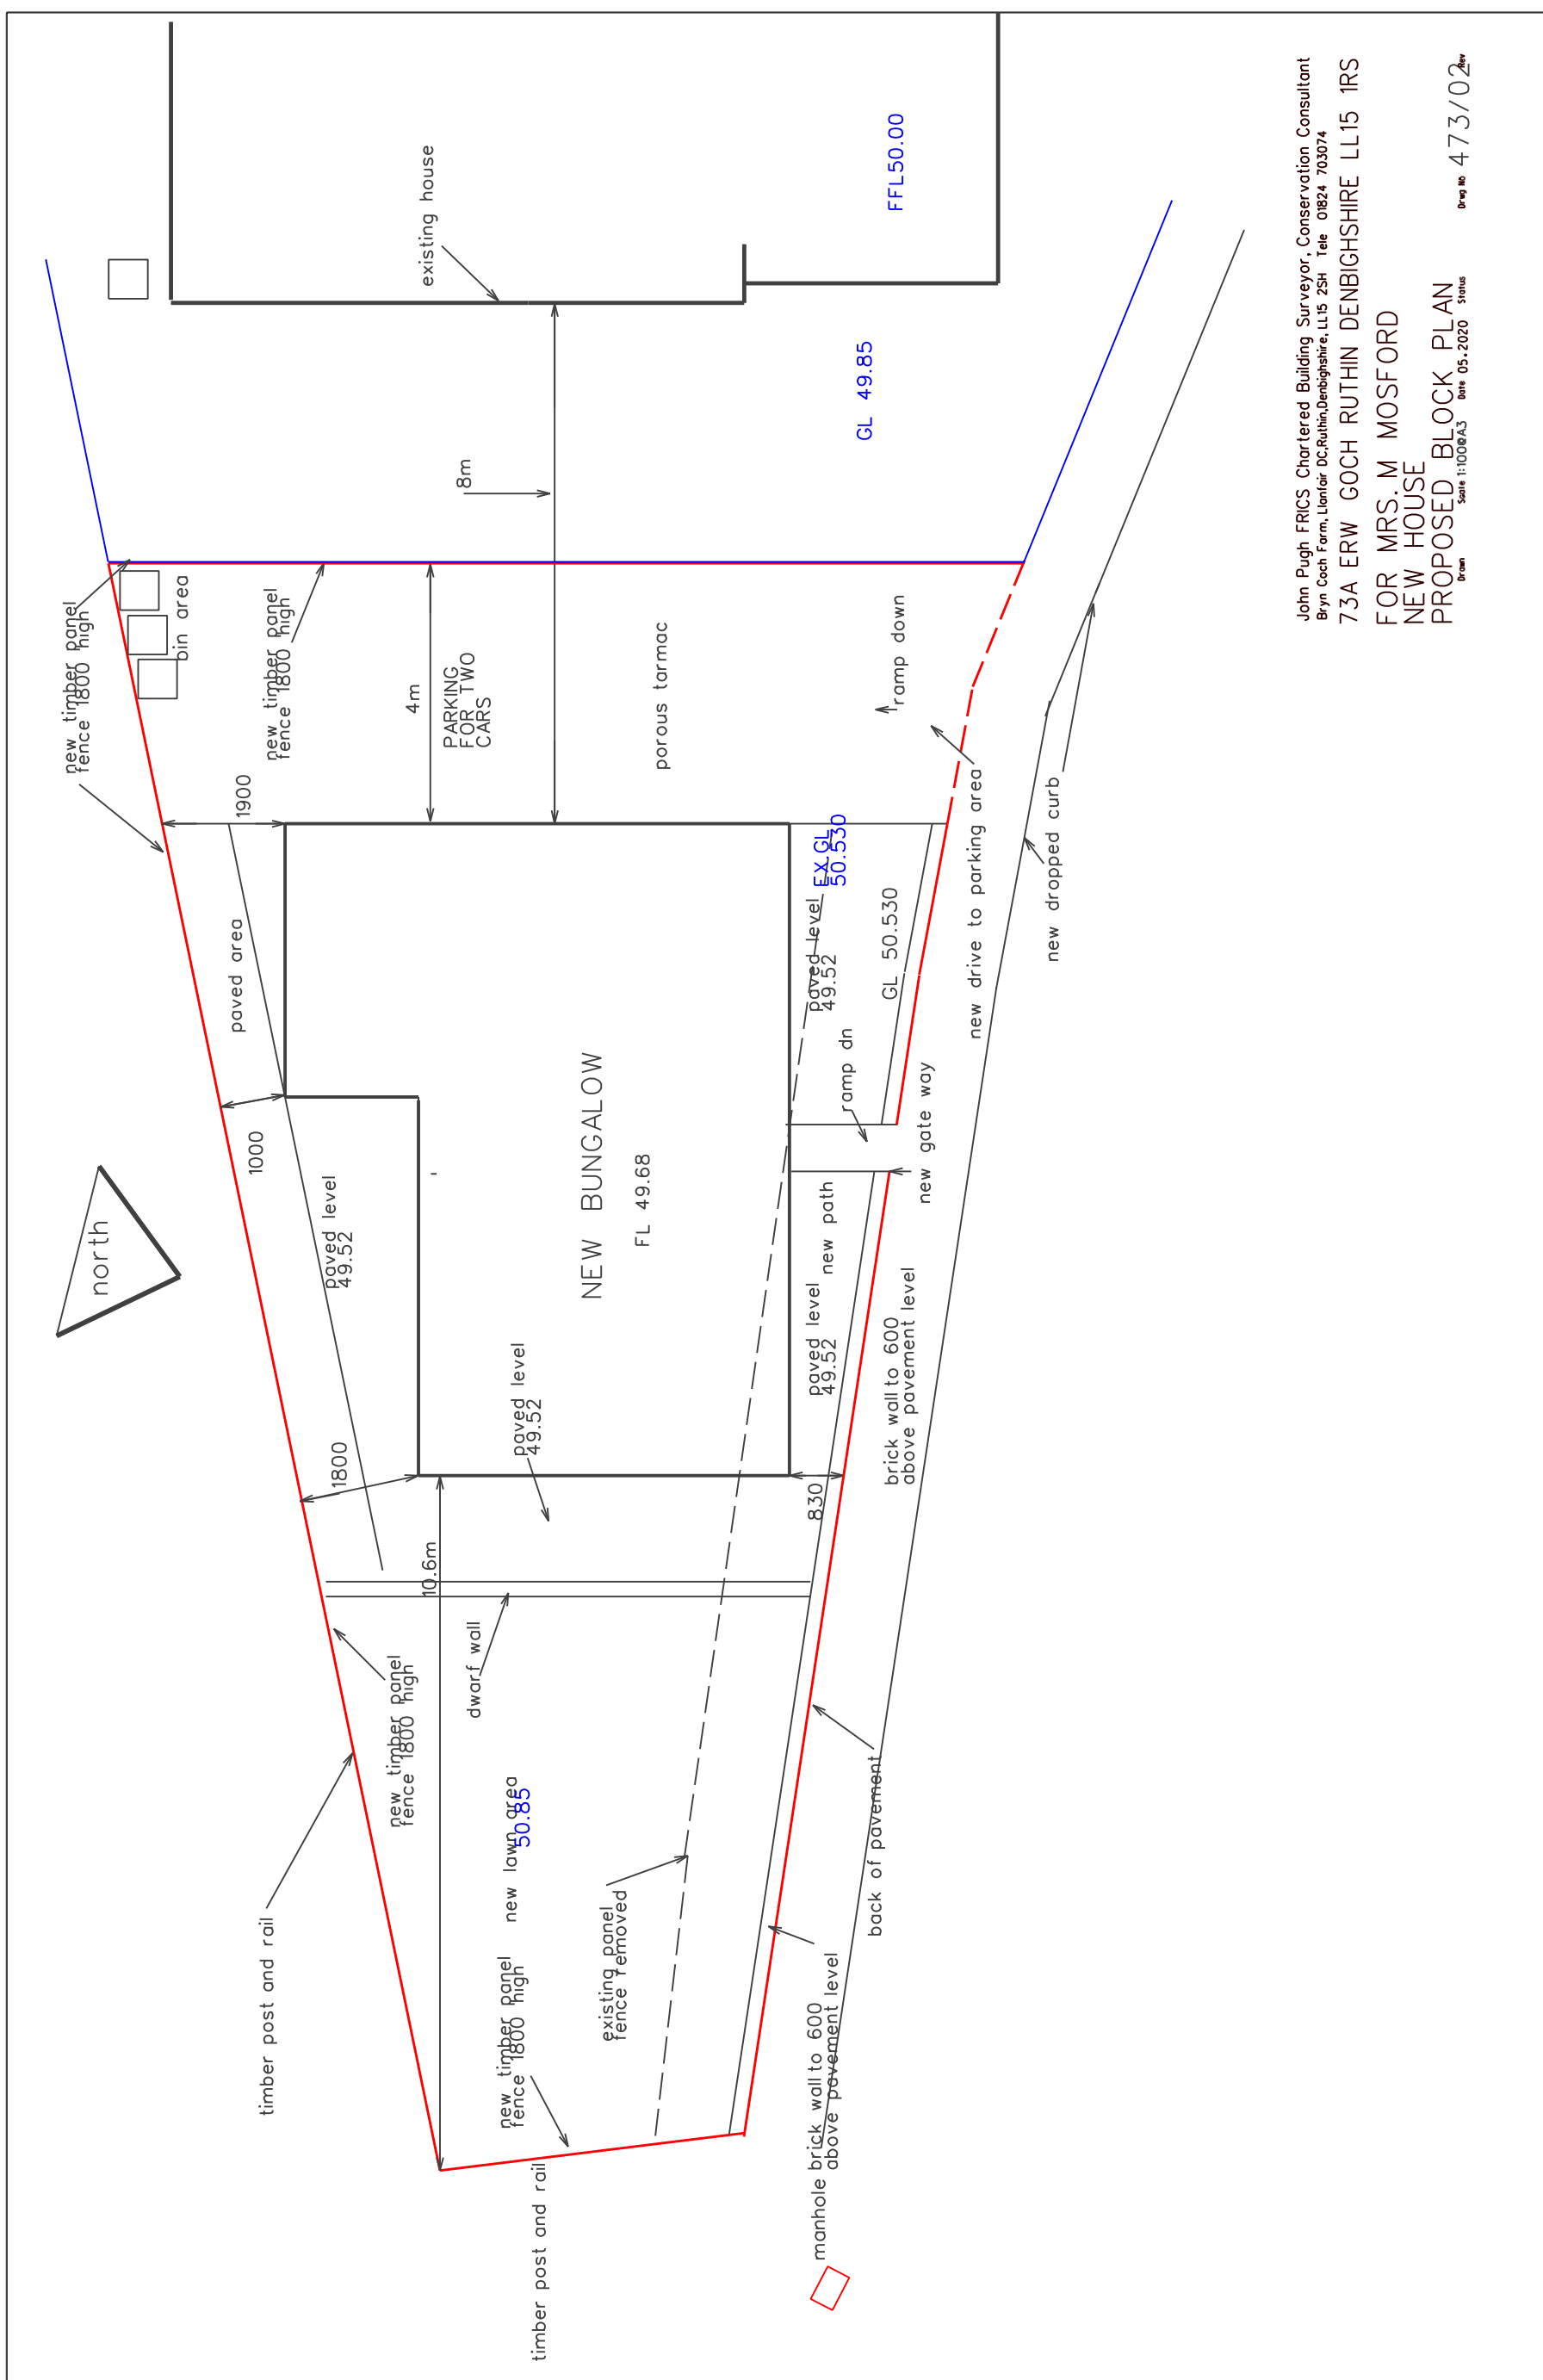 new timber panel
fence 1800 high
bin area
new timber panel
fence 1800 high
existing house
8m
4m
PARKING
FOR TWO
CARS
porous tarmac
FFL50.00
GL 49.85
ramp down
1900
paved area
EX.GL
50.530
paved level
49.52
GL 50.530
new drive to parking area
new dropped curb
1000
north
paved level
49.52
NEW BUNGALOW
FL 49.68
ramp dn
new gate way
new path
paved level
49.52
brick wall to 600
above pavement level
1800
paved level
49.52
830
10.6m
dwarf wall
new timber panel
fence 1800 high
new lawn area
50.85
timber post and rail
new timber panel
fence 1800 high
existing panel
fence removed
back of pavement
brick wall to 600
above pavement level
manhole
timber post and rail
John Pugh FRICS Chartered Building Surveyor, Conservation Consultant
Bryn Coch Farm, Llanfair DC,Ruthin,Denbighshire, LL15 2SH Tele 01824 703074
73A ERW GOCH RUTHIN DENBIGHSHIRE LL15 1RS
FOR MRS. M MOSFORD
NEW HOUSE
PROPOSED BLOCK PLAN
Drawn Scale 1:100@A3 Date 05.2020 Status Drwg No 473/02 Rev